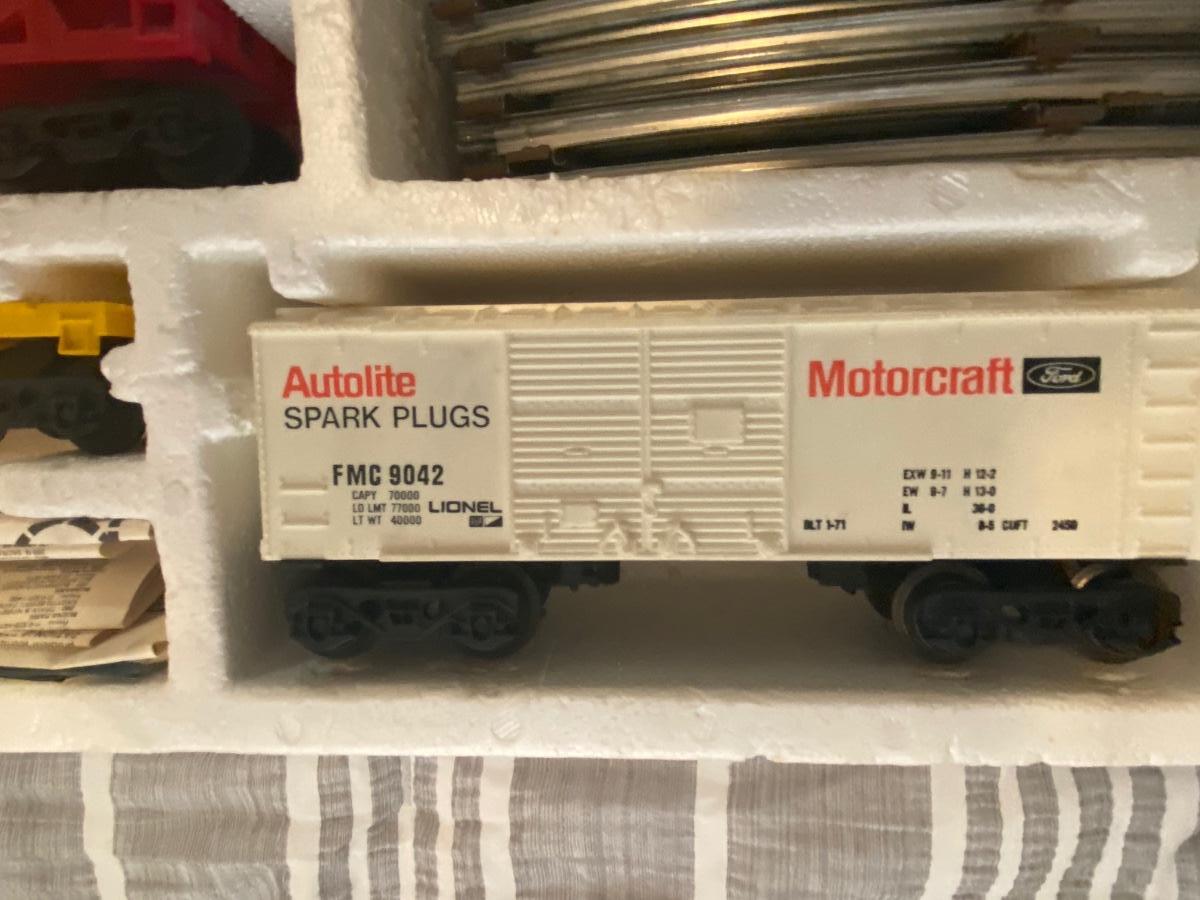 Autolite
SPARK PLUGS
FMC 9042
CAPY 70000
LD LMT 77000
LT WT 40000
LIONEL
Motorcraft
Ford
EXW 9-11 H 12-2
EW 9-7 H 13-0
IL 36-0
BLT 1-71
IW 8-5 CUFT 2450